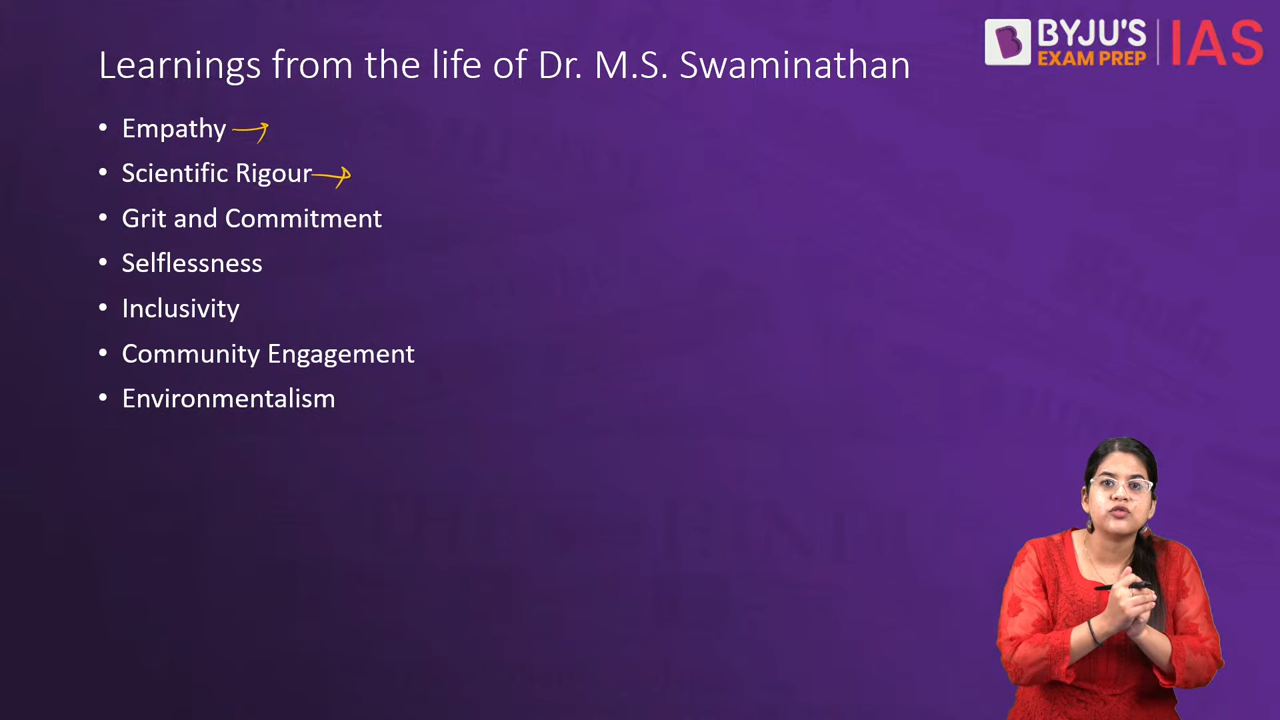 Learnings from the life of Dr. M.S. Swaminathan
BYJU'S
EXAM PREP
IAS
• Empathy
• Scientific Rigour
• Grit and Commitment
• Selflessness
• Inclusivity
• Community Engagement
• Environmentalism